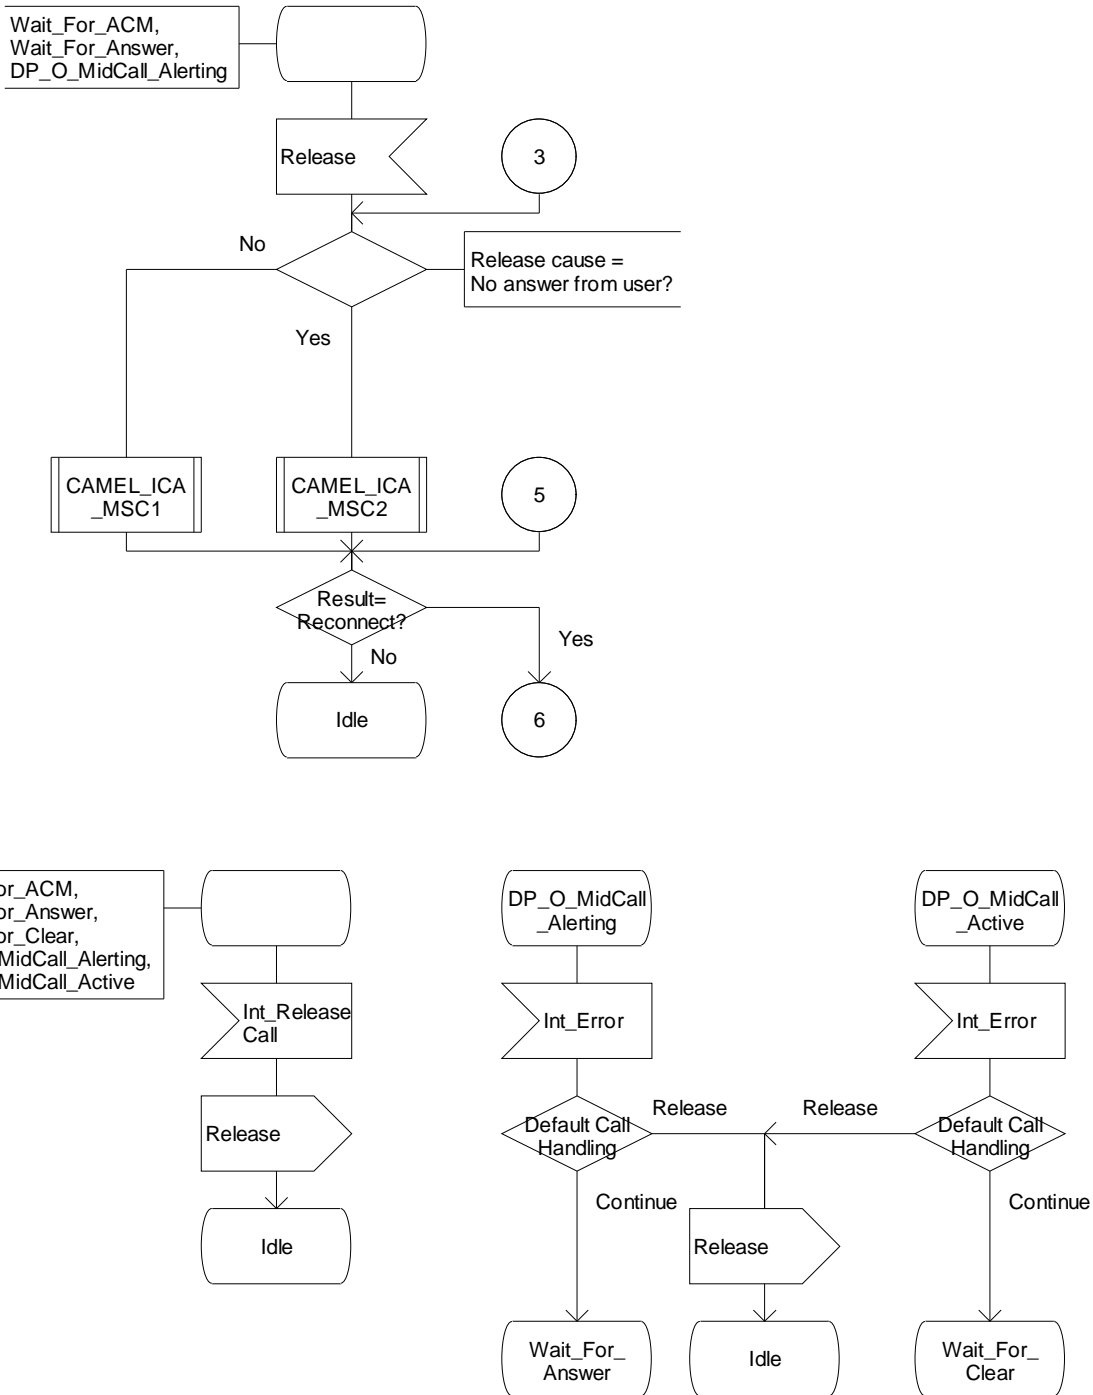 Wait_For_ACM,
Wait_For_Answer,
DP_O_MidCall_Alerting
Release
3
No
Release cause =
No answer from user?
Yes
CAMEL_ICA
_MSC1
CAMEL_ICA
_MSC2
5
Result=
Reconnect?
Yes
No
Idle
6
or_ACM,
or_Answer,
or_Clear,
MidCall_Alerting,
MidCall_Active
Int_Release
Call
Release
Idle
DP_O_MidCall
_Alerting
Int_Error
Default Call
Handling
Release
Continue
Release
Idle
Wait_For_
Answer
DP_O_MidCall
_Active
Int_Error
Release
Default Call
Handling
Continue
Wait_For_
Clear